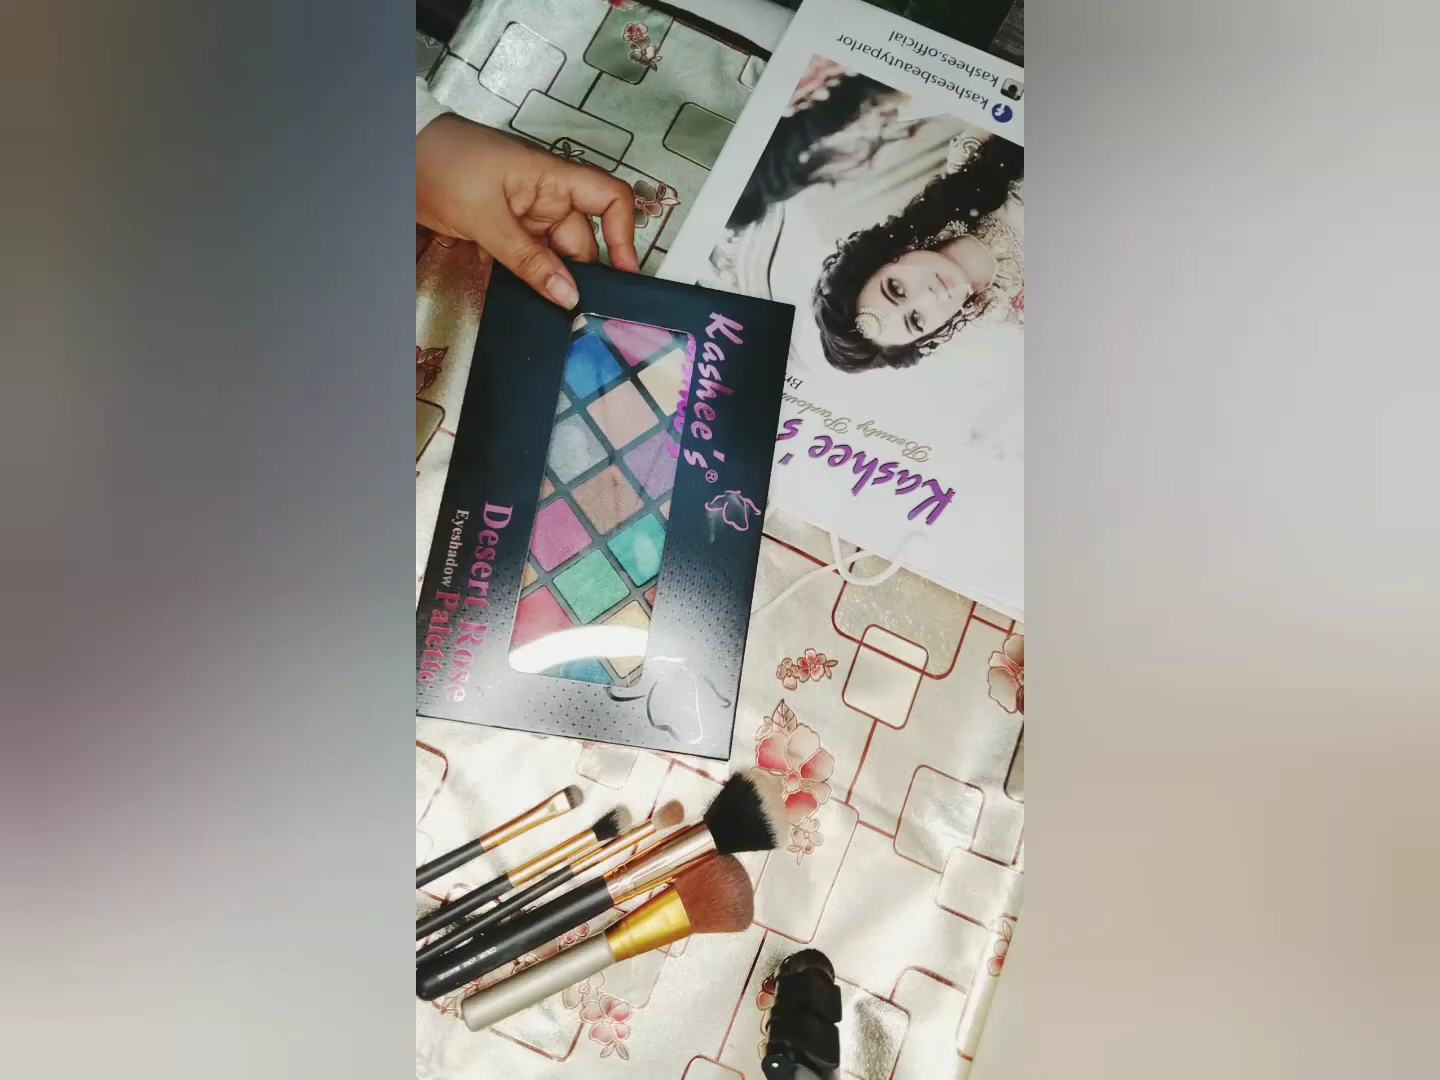 kashees.official
kasheesbeautyparlor
Kashee's
Beauty Parlour
Kashee's®
Desert Rose
Eyeshadow Palette